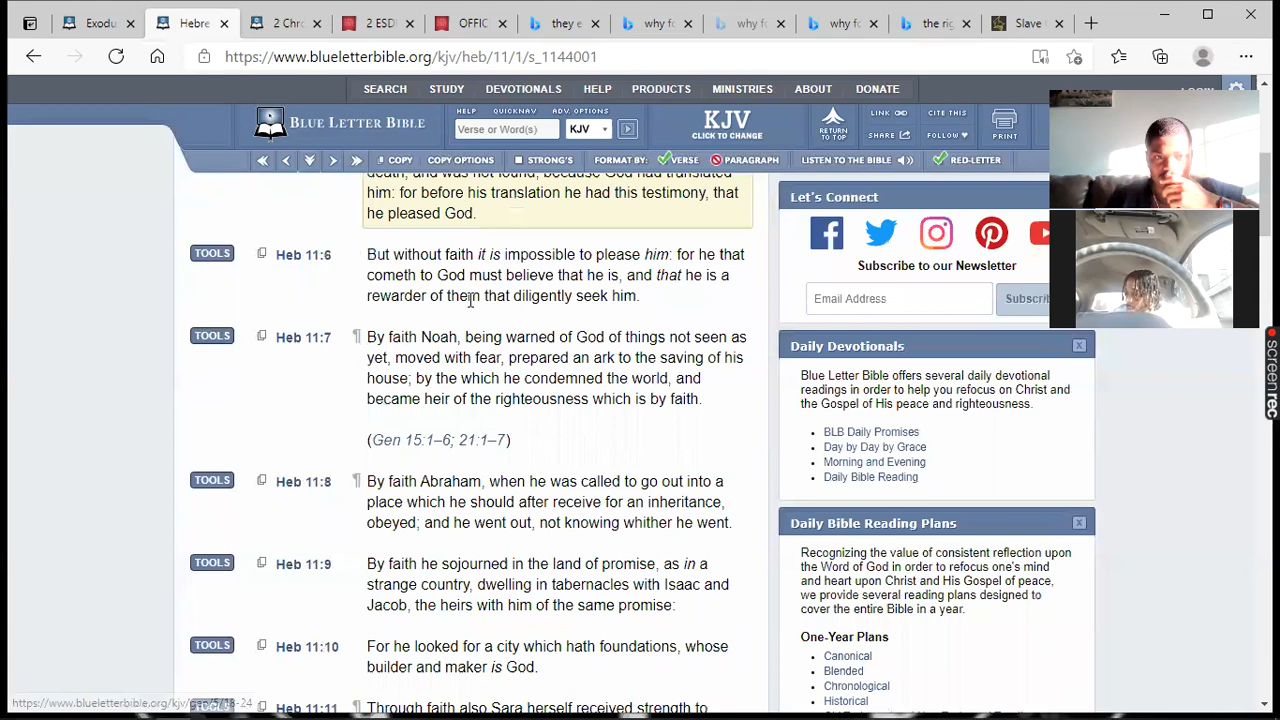 Exodu
Hebre
2 Chro
2 ESD
OFFIC
they e
why fo
why fo
why fo
the rig
Slave
https://www.blueletterbible.org/kjv/heb/11/1/s_1144001
SEARCH STUDY DEVOTIONALS HELP PRODUCTS MINISTRIES ABOUT DONATE
BLUE LETTER BIBLE
HELP QUICKNAV ADV. OPTIONS
Verse or Word(s) KJV
KJV
CLICK TO CHANGE
RETURN
TO TOP
LINK CITE THIS
SHARE FOLLOW
PRINT
COPY COPY OPTIONS STRONG'S FORMAT BY: VERSE PARAGRAPH LISTEN TO THE BIBLE RED-LETTER
death, and was not found, because God had translated
him: for before his translation he had this testimony, that
he pleased God.
TOOLS Heb 11:6 But without faith it is impossible to please him: for he that
cometh to God must believe that he is, and that he is a
rewarder of them that diligently seek him.
TOOLS Heb 11:7 ¶ By faith Noah, being warned of God of things not seen as
yet, moved with fear, prepared an ark to the saving of his
house; by the which he condemned the world, and
became heir of the righteousness which is by faith.
(Gen 15:1–6; 21:1–7)
TOOLS Heb 11:8 ¶ By faith Abraham, when he was called to go out into a
place which he should after receive for an inheritance,
obeyed; and he went out, not knowing whither he went.
TOOLS Heb 11:9 By faith he sojourned in the land of promise, as in a
strange country, dwelling in tabernacles with Isaac and
Jacob, the heirs with him of the same promise:
TOOLS Heb 11:10 For he looked for a city which hath foundations, whose
builder and maker is God.
TOOLS Heb 11:11 Through faith also Sara herself received strength to
Let's Connect
Subscribe to our Newsletter
Email Address Subscrib
Daily Devotionals
Blue Letter Bible offers several daily devotional
readings in order to help you refocus on Christ and
the Gospel of His peace and righteousness.
• BLB Daily Promises
• Day by Day by Grace
• Morning and Evening
• Daily Bible Reading
Daily Bible Reading Plans
Recognizing the value of consistent reflection upon
the Word of God in order to refocus one's mind
and heart upon Christ and His Gospel of peace,
we provide several reading plans designed to
cover the entire Bible in a year.
One-Year Plans
• Canonical
• Blended
• Chronological
• Historical
screenrec